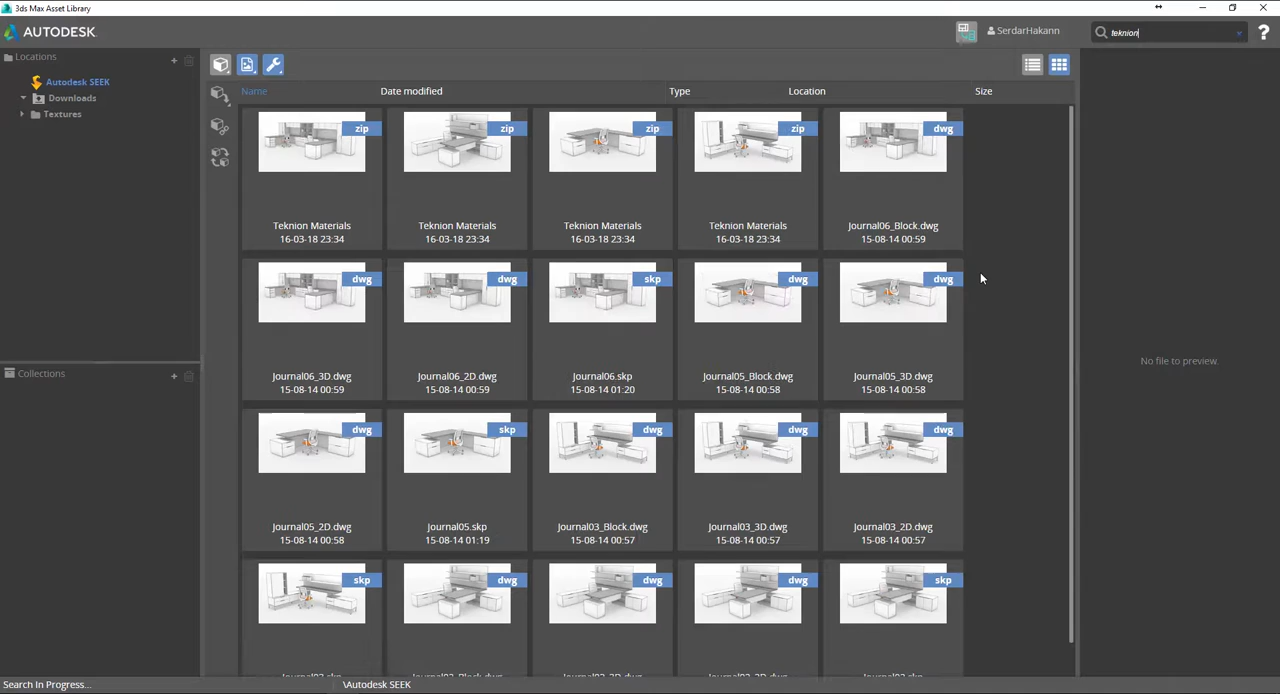 3ds Max Asset Library
AUTODESK
SerdarHakann
teknion
?
Locations
Autodesk SEEK
Downloads
Textures
Collections
Name
Date modified
Type
Location
Size
zip
Teknion Materials
16-03-18 23:34
zip
Teknion Materials
16-03-18 23:34
zip
Teknion Materials
16-03-18 23:34
zip
Teknion Materials
16-03-18 23:34
dwg
Journal06_Block.dwg
15-08-14 00:59
dwg
Journal06_3D.dwg
15-08-14 00:59
dwg
Journal06_2D.dwg
15-08-14 00:59
skp
Journal06.skp
15-08-14 01:20
dwg
Journal05_Block.dwg
15-08-14 00:58
dwg
Journal05_3D.dwg
15-08-14 00:58
dwg
Journal05_2D.dwg
15-08-14 00:58
skp
Journal05.skp
15-08-14 01:19
dwg
Journal03_Block.dwg
15-08-14 00:57
dwg
Journal03_3D.dwg
15-08-14 00:57
dwg
Journal03_2D.dwg
15-08-14 00:57
skp
dwg
dwg
dwg
skp
No file to preview.
Search In Progress...
\Autodesk SEEK